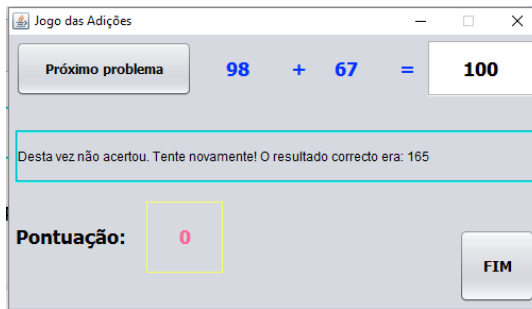 Jogo das Adições
Próximo problema 98 + 67 = 100
Desta vez não acertou. Tente novamente! O resultado correcto era: 165
Pontuação: 0
FIM